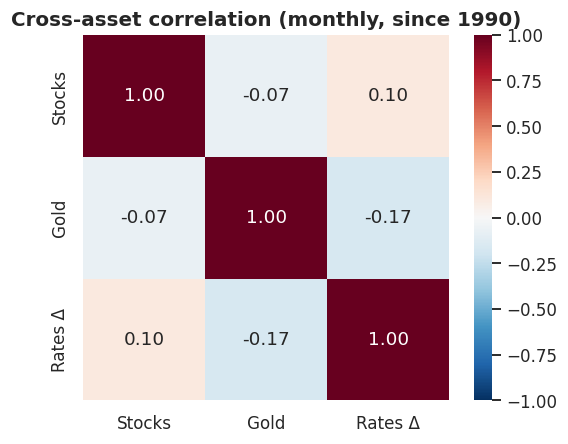 Cross-asset correlation (monthly, since 1990)
Stocks
1.00
-0.07
0.10
Gold
-0.07
1.00
-0.17
Rates Δ
0.10
-0.17
1.00
Stocks
Gold
Rates Δ
1.00
0.75
0.50
0.25
0.00
−0.25
−0.50
−0.75
−1.00